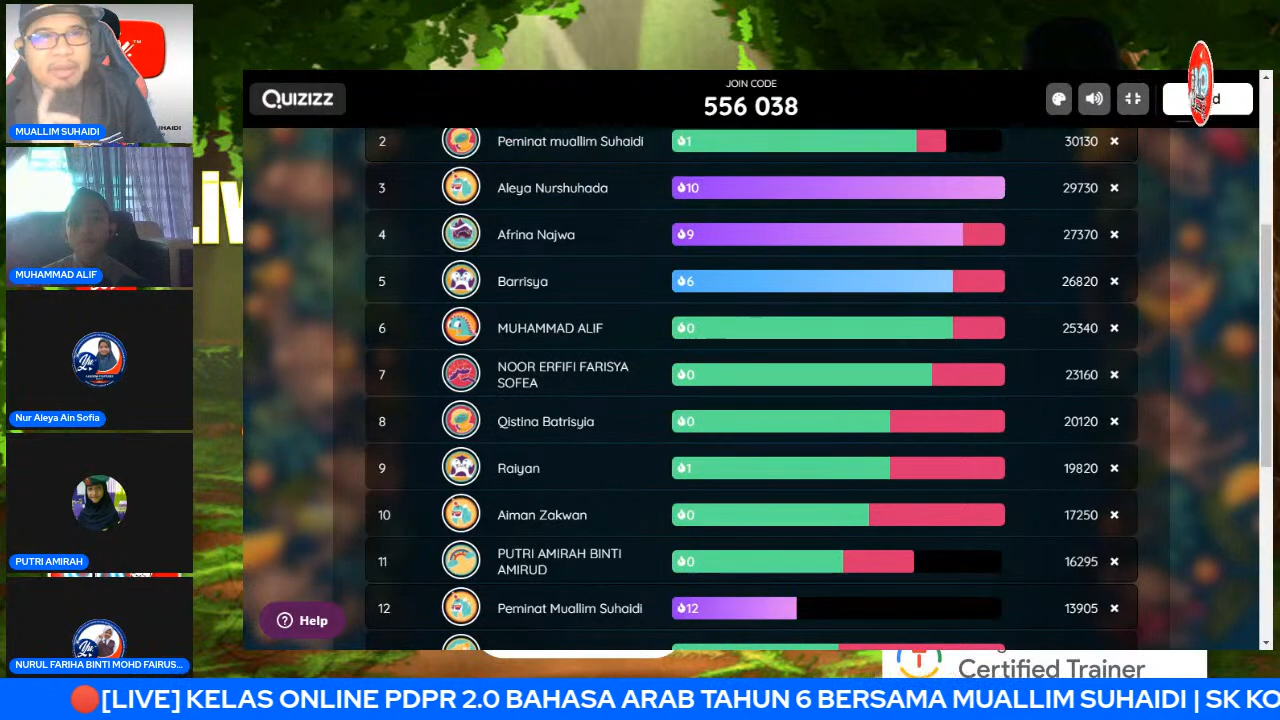 MUALLIM SUHAIDI
MUHAMMAD ALIF
Nur Aleya Ain Sofia
PUTRI AMIRAH
NURUL FARIHA BINTI MOHD FAIRUS...
Quizizz
JOIN CODE
556 038
2 Peminat muallim Suhaidi 1 30130
3 Aleya Nurshuhada 10 29730
4 Afrina Najwa 9 27370
5 Barrisya 6 26820
6 MUHAMMAD ALIF 0 25340
7 NOOR ERFIFI FARISYA
SOFEA 0 23160
8 Qistina Batrisyia 0 20120
9 Raiyan 1 19820
10 Aiman Zakwan 0 17250
11 PUTRI AMIRAH BINTI
AMIRUD 0 16295
12 Peminat Muallim Suhaidi 12 13905
Help
Certified Trainer
[LIVE] KELAS ONLINE PDPR 2.0 BAHASA ARAB TAHUN 6 BERSAMA MUALLIM SUHAIDI | SK KO